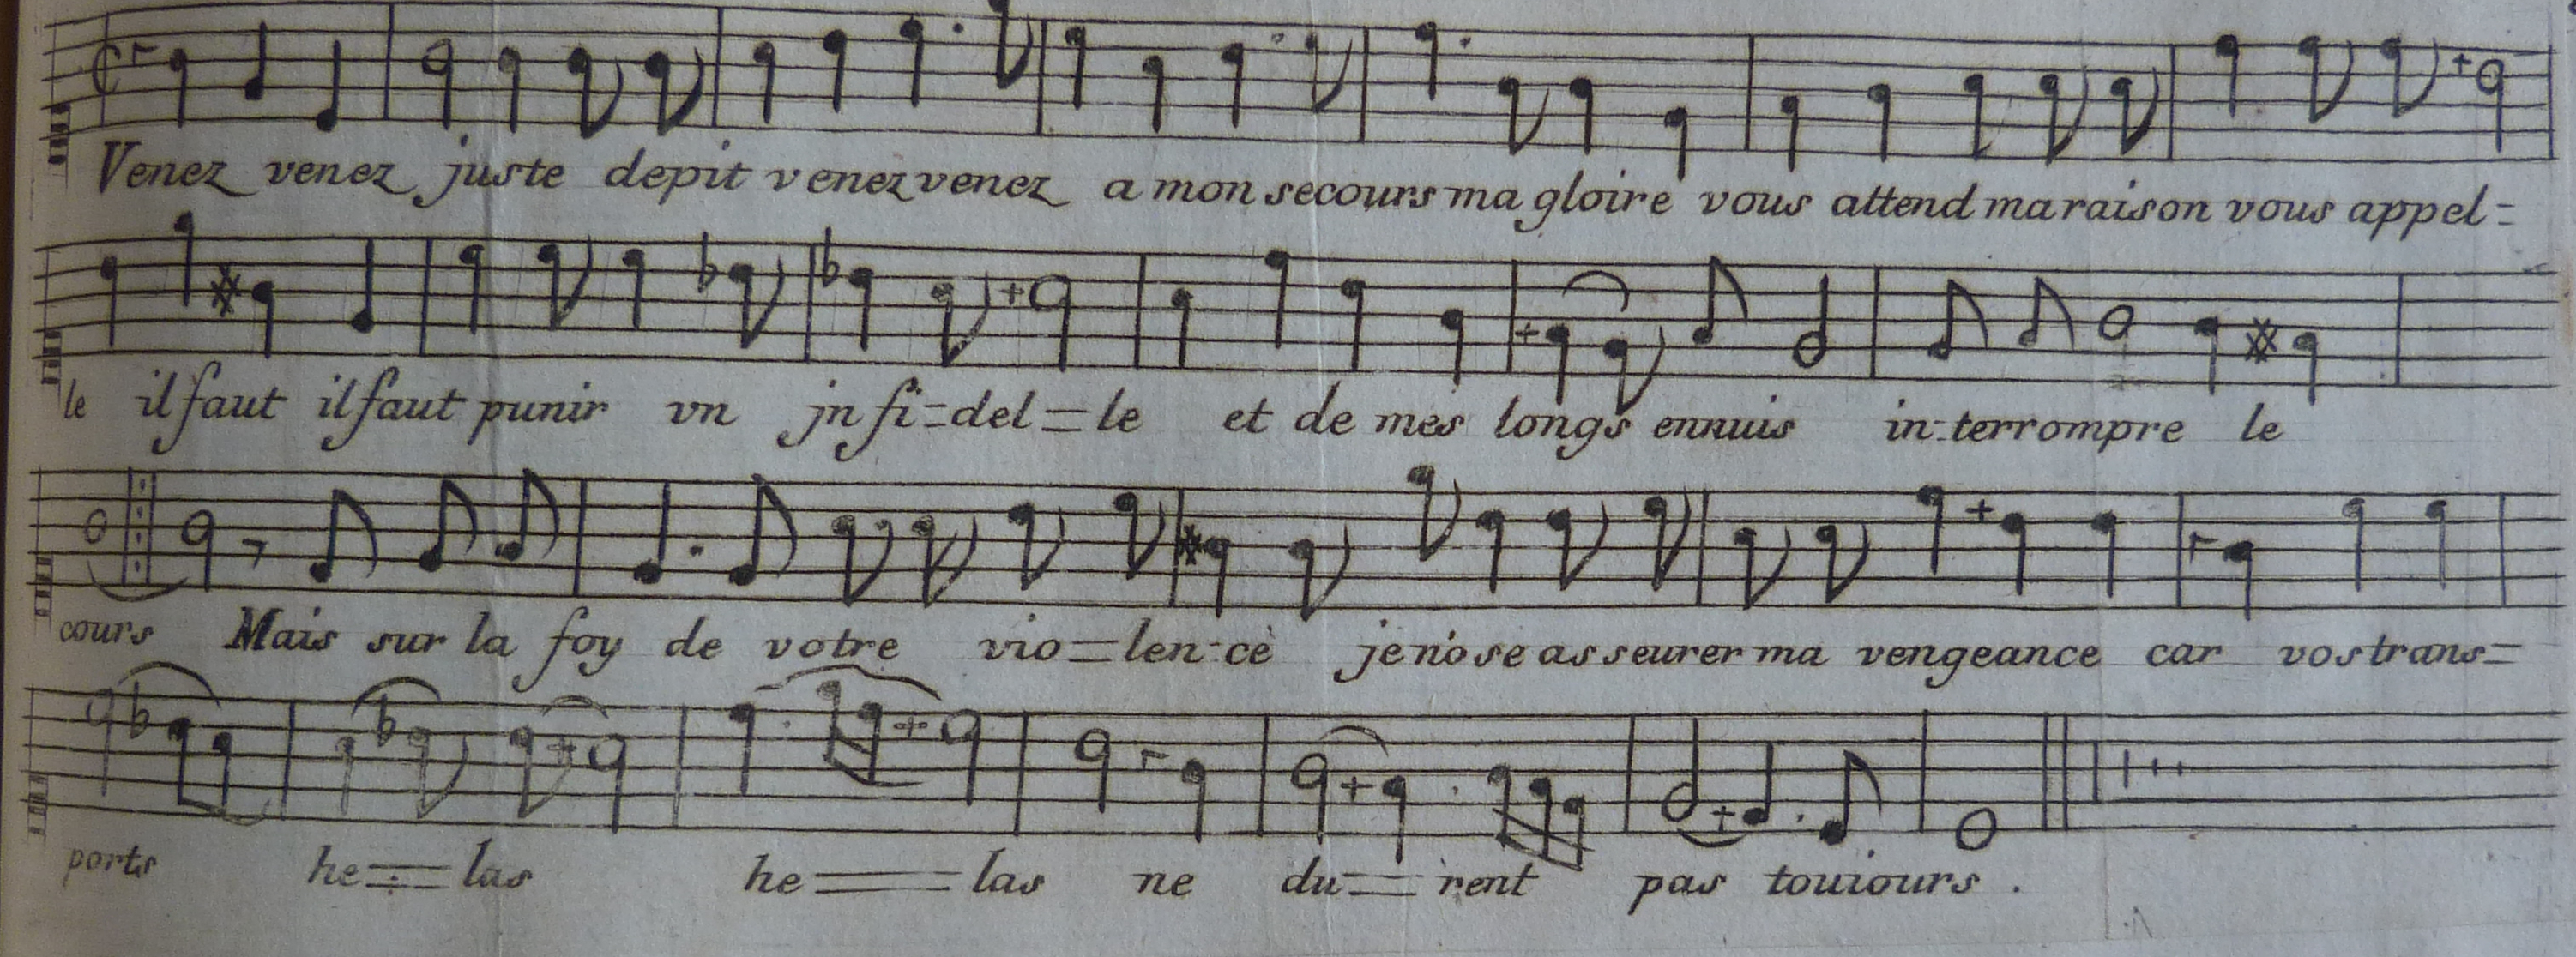 Venez venez juste depit venez venez a mon secours ma gloire vous attend ma raison vous appel=
le il faut il faut punir vn jnfi=del=le et de mes longs ennuis in-terrompre le
cours Mais sur la foy de votre vio=len-ce je n'ose asseurer ma vengeance car vos trans=
ports he=las he=las ne du=rent pas touiours .